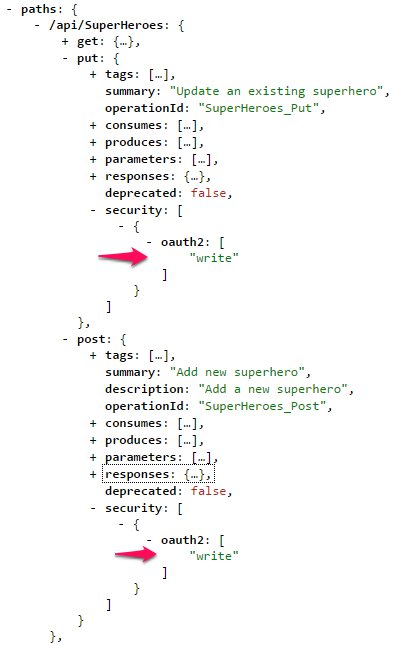 - paths: {
- /api/SuperHeroes: {
+ get: {…},
- put: {
+ tags: […],
summary: "Update an existing superhero",
operationId: "SuperHeroes_Put",
+ consumes: […],
+ produces: […],
+ parameters: […],
+ responses: {…},
deprecated: false,
- security: [
- {
- oauth2: [
"write"
]
}
]
},
- post: {
+ tags: […],
summary: "Add new superhero",
description: "Add a new superhero",
operationId: "SuperHeroes_Post",
+ consumes: […],
+ produces: […],
+ parameters: […],
+ responses: {…},
deprecated: false,
- security: [
- {
- oauth2: [
"write"
]
}
]
}
},